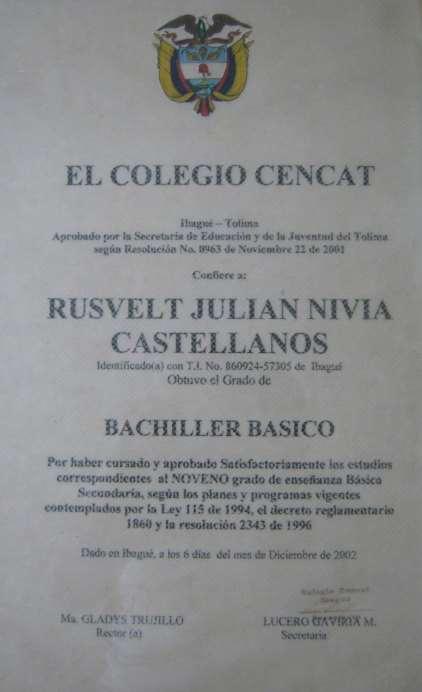 EL COLEGIO CENCAT
Ibagué – Tolima
Aprobado por la Secretaria de Educación y de la Juventud del Tolima
según Resolución No. 8963 de Noviembre 22 de 2001
Confiere a:
RUSVELT JULIAN NIVIA
CASTELLANOS
Identificado(a) con T.I. No. 860924-57305 de Ibagué
Obtuvo el Grado de
BACHILLER BASICO
Por haber cursado y aprobado Satisfactoriamente los estudios
correspondientes al NOVENO grado de enseñanza Básica
Secundaria, según los planes y programas vigentes
contemplados por la Ley 115 de 1994, el decreto reglamentario
1860 y la resolución 2343 de 1996
Dado en Ibagué, a los 6 días del mes de Diciembre de 2002
Colegio Cencat
Ibagué
Ma. GLADYS TRUJILLO
Rector (a)
LUCERO GAVIRIA M.
Secretaria